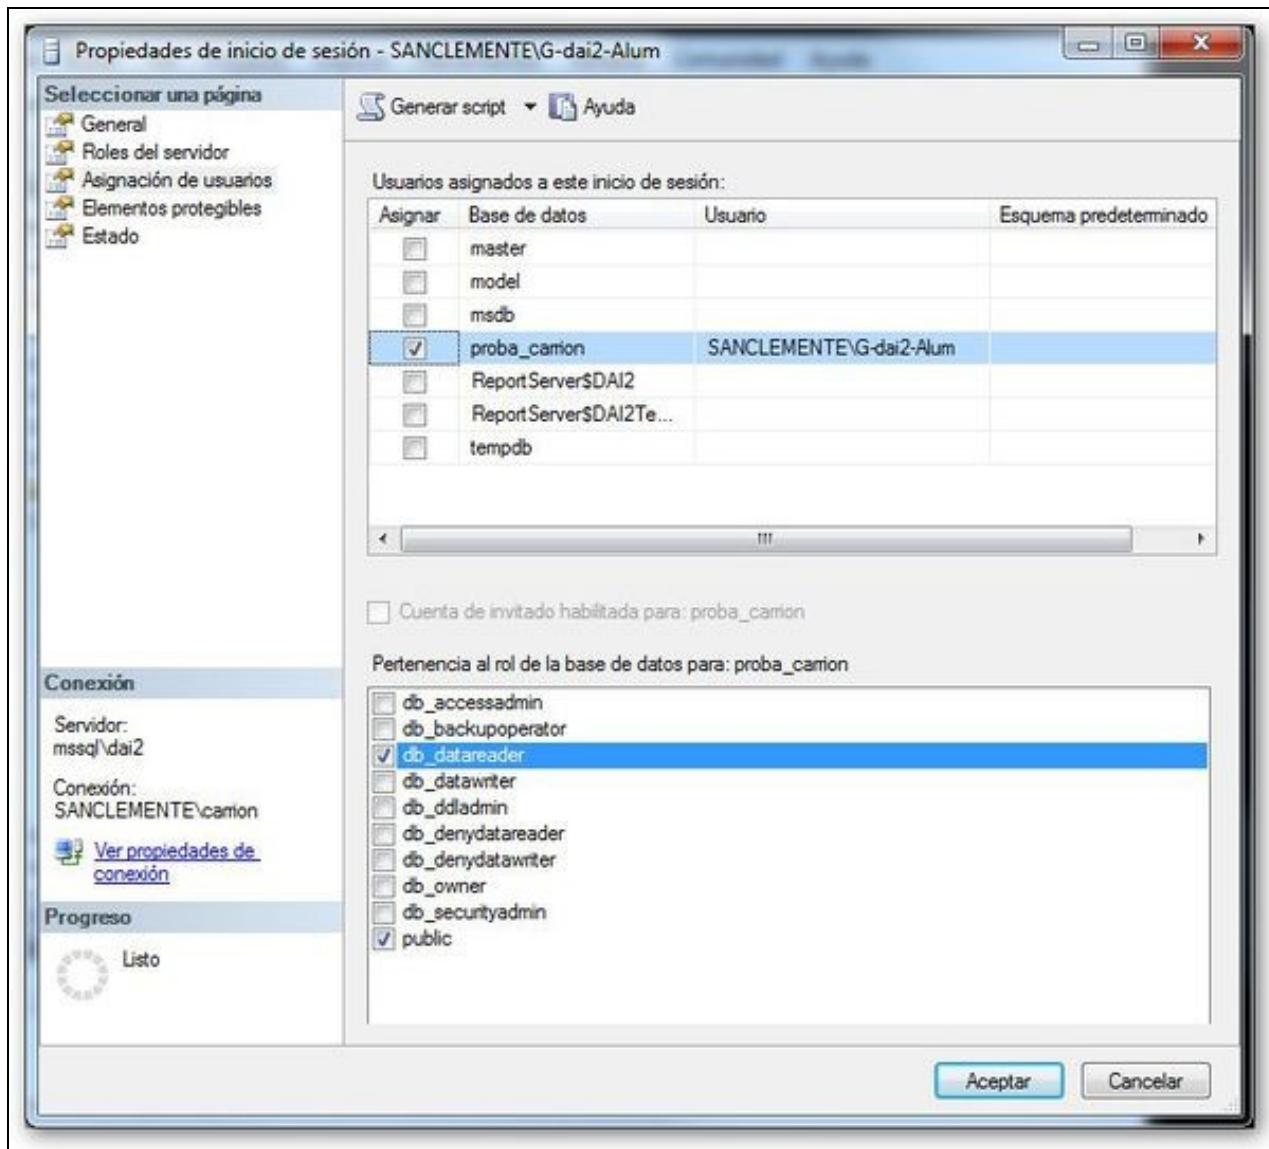 Propiedades de inicio de sesión - SANCLEMENTE\G-dai2-Alum
Seleccionar una página
General
Roles del servidor
Asignación de usuarios
Elementos protegibles
Estado
Generar script
Ayuda
Usuarios asignados a este inicio de sesión:
Asignar Base de datos Usuario Esquema predeterminado
master
model
msdb
proba_carrion SANCLEMENTE\G-dai2-Alum
ReportServer$DAI2
ReportServer$DAI2Te...
tempdb
Cuenta de invitado habilitada para: proba_carrion
Pertenencia al rol de la base de datos para: proba_carrion
db_accessadmin
db_backupoperator
db_datareader
db_datawriter
db_ddladmin
db_denydatareader
db_denydatawriter
db_owner
db_securityadmin
public
Conexión
Servidor:
mssql\dai2
Conexión:
SANCLEMENTE\carrion
Ver propiedades de
conexión
Progreso
Listo
Aceptar
Cancelar